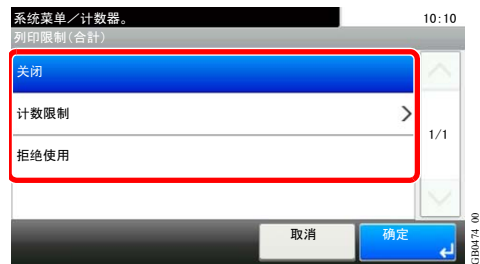 系统菜单／计数器。 10:10
列印限制(合計)
关闭
计数限制
1/1
拒绝使用
取消 确定
GB0474_00